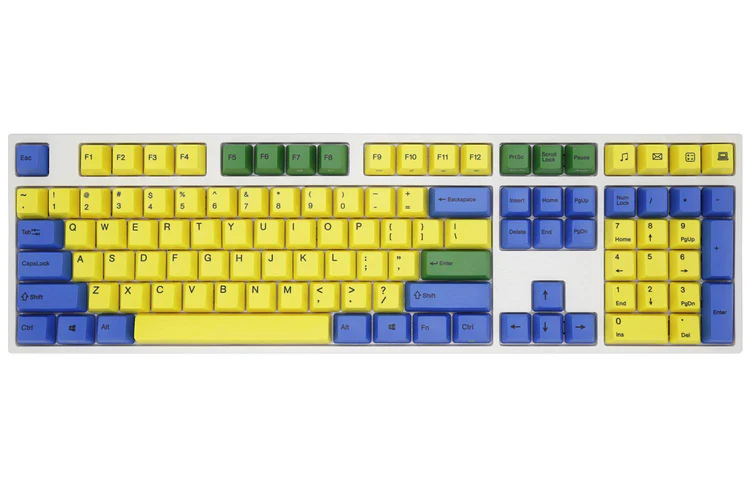 Esc F1 F2 F3 F4 F5 F6 F7 F8 F9 F10 F11 F12 PrtSc Scroll Lock Pause
~ ! @ # $ % ^ & * ( ) _ +
` 1 2 3 4 5 6 7 8 9 0 - = ← Backspace Insert Home PgUp Num Lock / * -
Tab Q W E R T Y U I O P { [ } ] | \ Delete End PgDn 7 Home 8 ↑ 9 PgUp +
CapsLock A S D F G H J K L : ; " ' ↵ Enter 4 ← 5 6 →
⇧ Shift Z X C V B N M < , > . ? / ⇧ Shift ↑ 1 End 2 ↓ 3 PgDn Enter
Ctrl Alt Alt Fn Ctrl ← ↓ → 0 Ins . Del